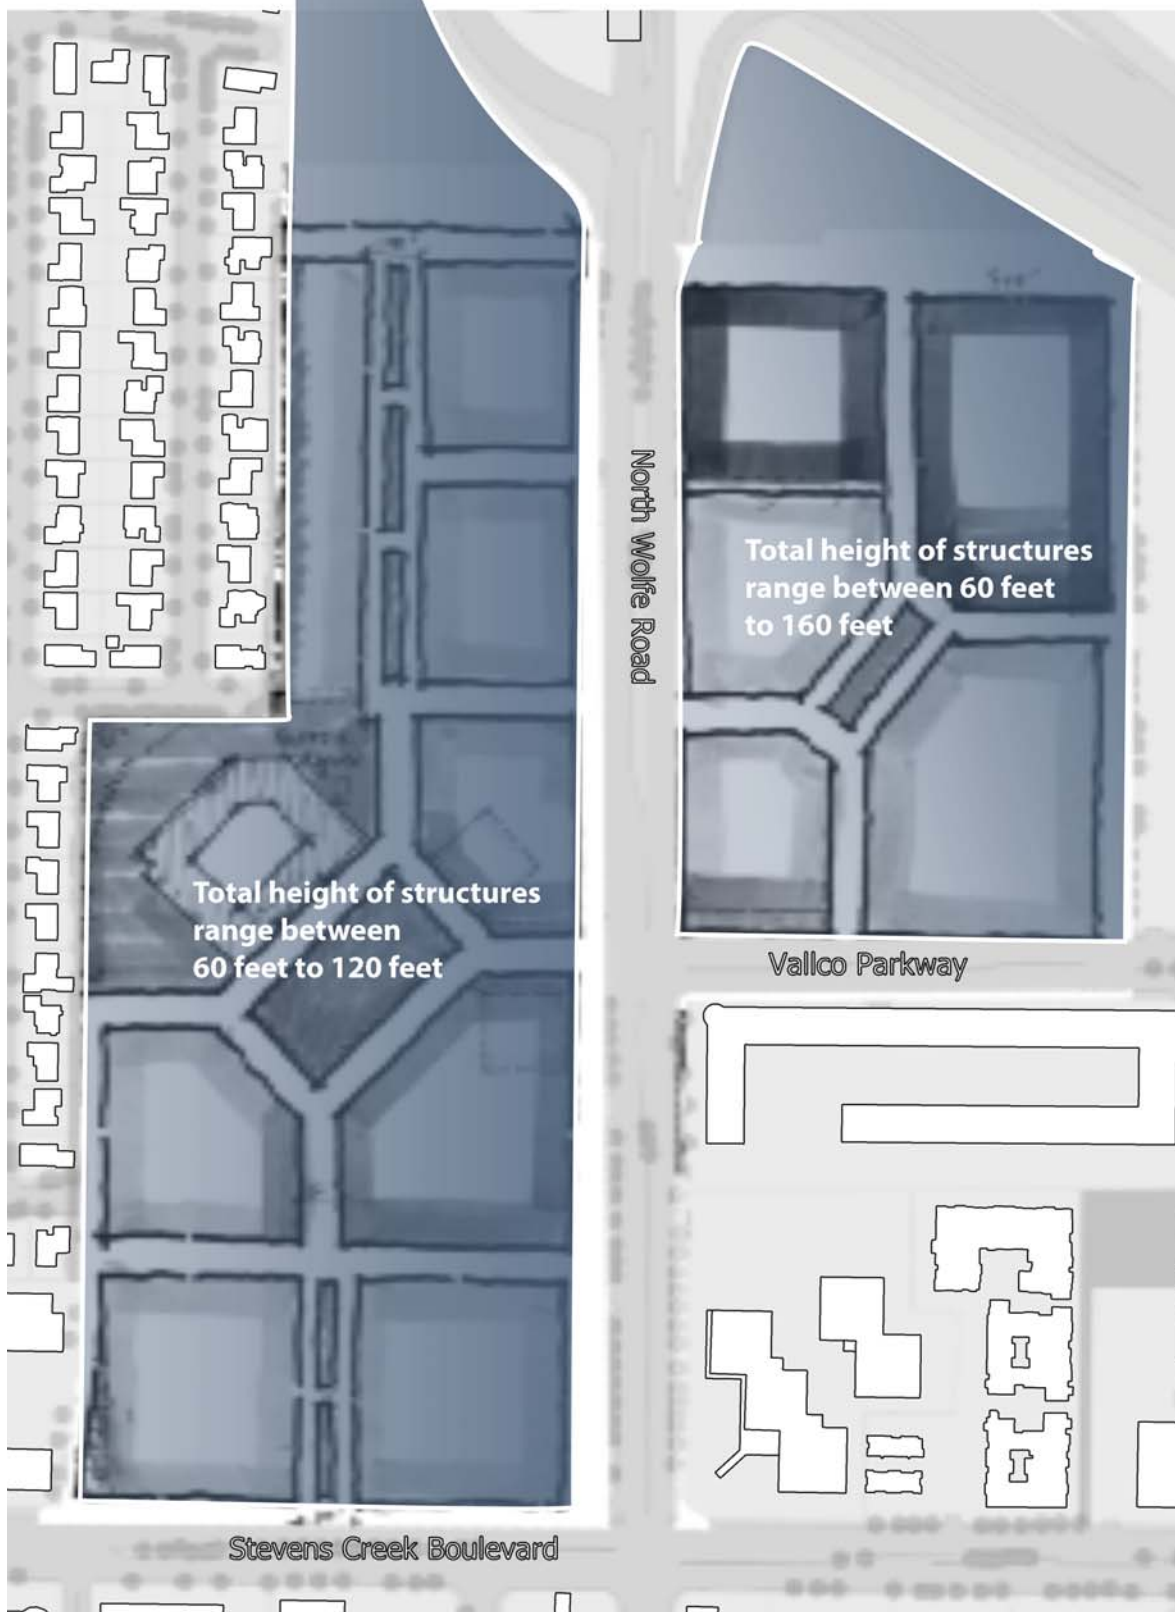 North Wolfe Road
Total height of structures
range between 60 feet
to 160 feet
Total height of structures
range between
60 feet to 120 feet
Vallco Parkway
Stevens Creek Boulevard